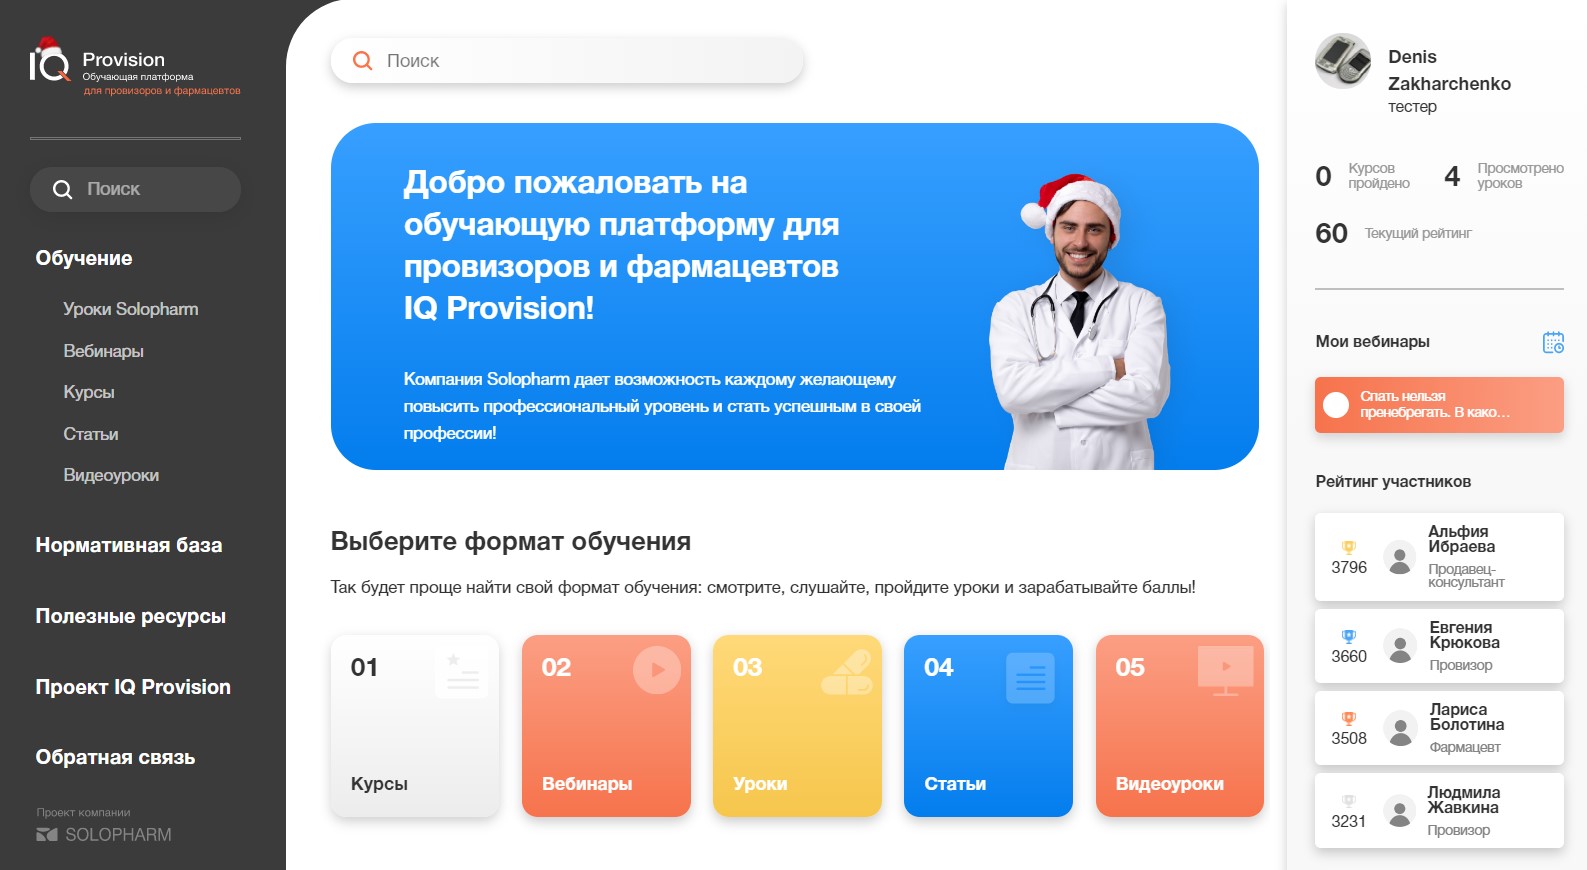 IQ
Provision
Обучающая платформа
для провизоров и фармацевтов
Поиск
Обучение
Уроки Solopharm
Вебинары
Курсы
Статьи
Видеоуроки
Нормативная база
Полезные ресурсы
Проект IQ Provision
Обратная связь
Проект компании
SOLOPHARM
Поиск
Добро пожаловать на
обучающую платформу для
провизоров и фармацевтов
IQ Provision!
Компания Solopharm дает возможность каждому желающему
повысить профессиональный уровень и стать успешным в своей
профессии!
Выберите формат обучения
Так будет проще найти свой формат обучения: смотрите, слушайте, пройдите уроки и зарабатывайте баллы!
01
Курсы
02
Вебинары
03
Уроки
04
Статьи
05
Видеоуроки
Denis
Zakharchenko
тестер
0 Курсов
пройдено
4 Просмотрено
уроков
60 Текущий рейтинг
Мои вебинары
Спать нельзя
пренебрегать. В како...
Рейтинг участников
3796
Альфия
Ибраева
Продавец-
консультант
3660
Евгения
Крюкова
Провизор
3508
Лариса
Болотина
Фармацевт
3231
Людмила
Жавкина
Провизор